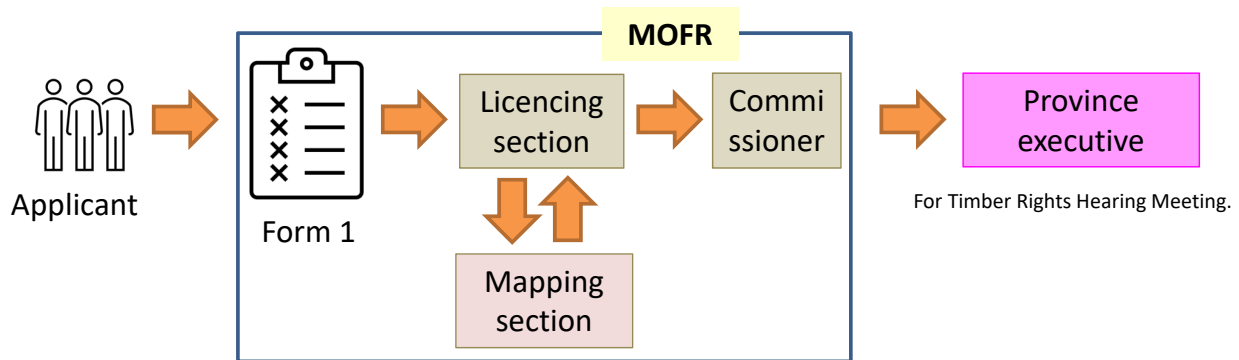 MOFR
Applicant
Form 1
Licencing
section
Commi
ssioner
Province
executive
For Timber Rights Hearing Meeting.
Mapping
section